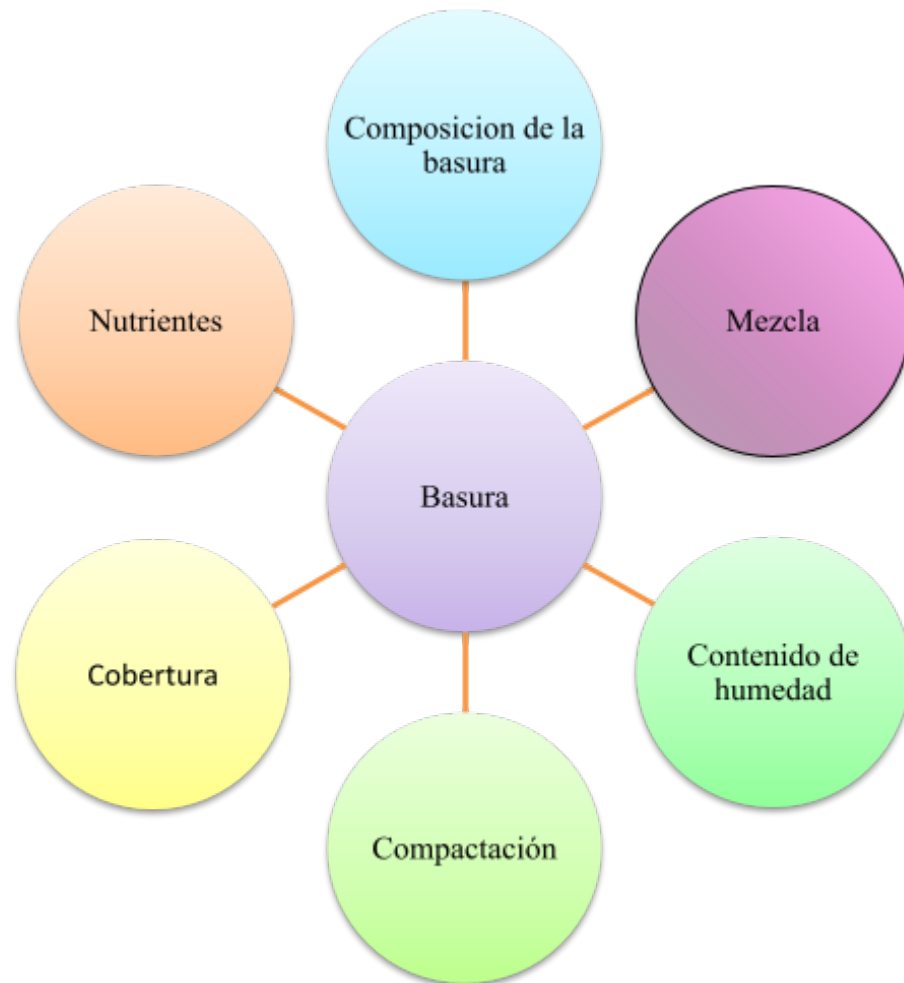 Composicion de la
basura
Nutrientes
Mezcla
Basura
Cobertura
Contenido de
humedad
Compactación